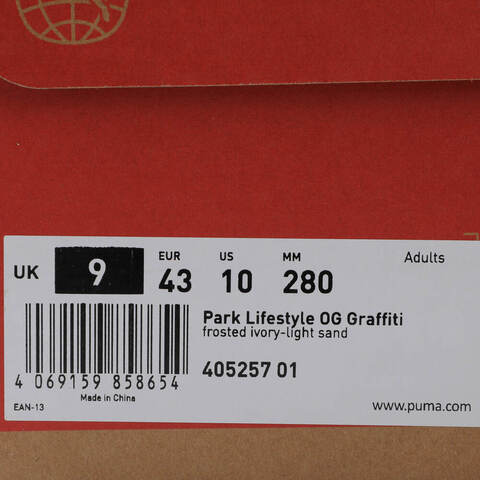 UK 9 EUR 43 US 10 MM 280 Adults
Park Lifestyle OG Graffiti
frosted ivory-light sand
405257 01
4 069159 858654
Made in China
EAN-13
www.puma.com